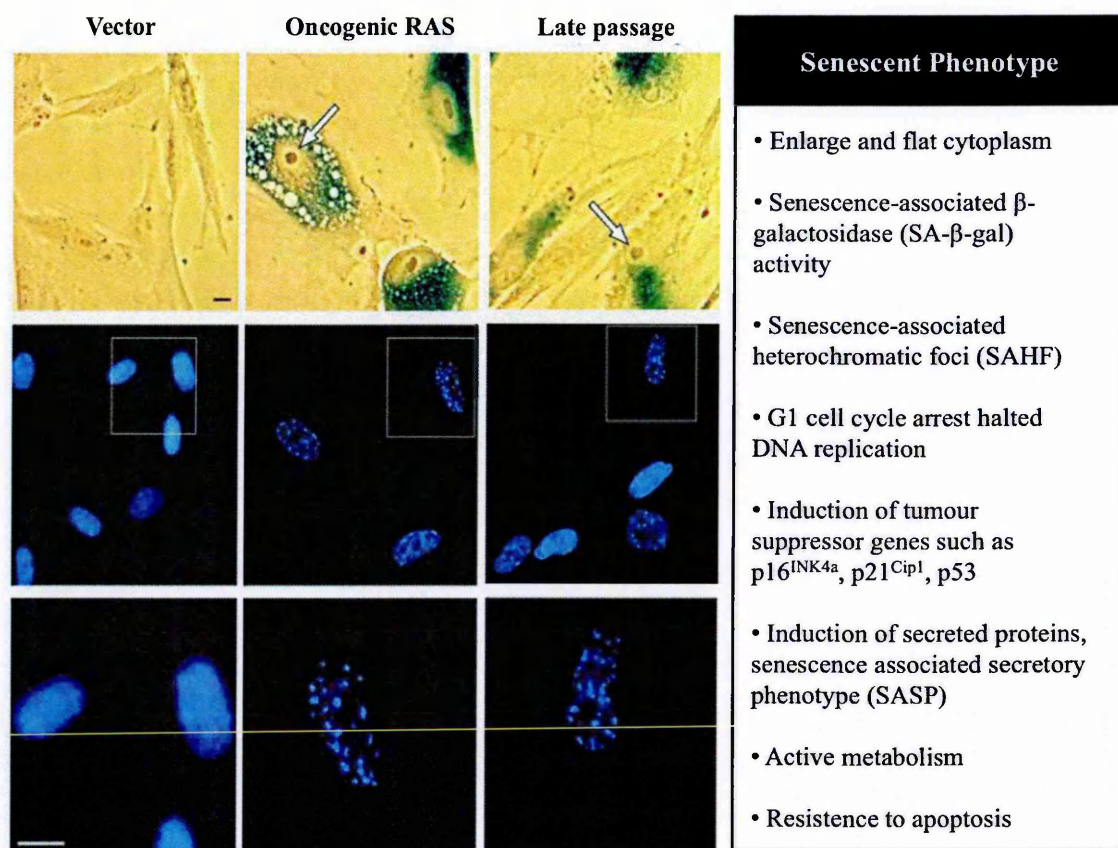 Vector
Oncogenic RAS
Late passage
Senescent Phenotype
• Enlarge and flat cytoplasm
• Senescence-associated β-
galactosidase (SA-β-gal)
activity
• Senescence-associated
heterochromatic foci (SAHF)
• G1 cell cycle arrest halted
DNA replication
• Induction of tumour
suppressor genes such as
p16INK4a, p21Cip1, p53
• Induction of secreted proteins,
senescence associated secretory
phenotype (SASP)
• Active metabolism
• Resistence to apoptosis